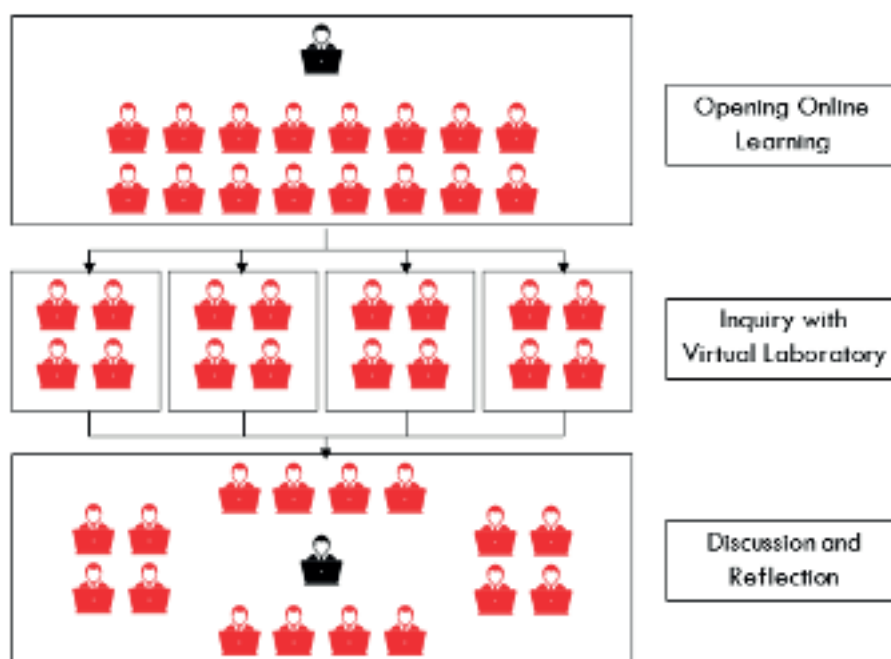 Opening Online
Learning
Inquiry with
Virtual Laboratory
Discussion and
Reflection